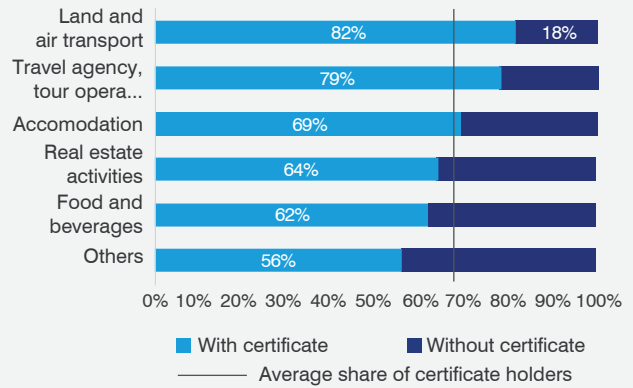 Land and
air transport
82%
18%
Travel agency,
tour opera...
79%
Accomodation
69%
Real estate
activities
64%
Food and
beverages
62%
Others
56%
0% 10% 20% 30% 40% 50% 60% 70% 80% 90% 100%
With certificate
Without certificate
Average share of certificate holders